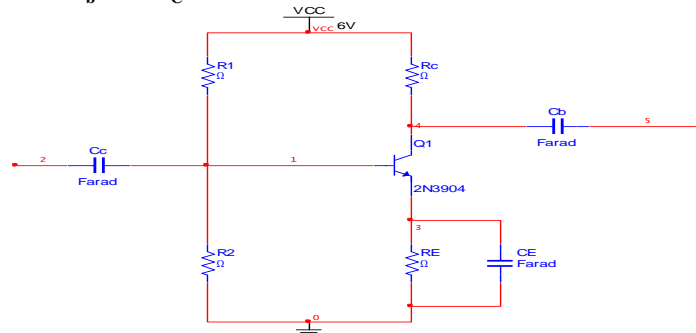 VCC
vcc 6V
R1
Ω
Rc
Ω
4
Cb
Farad
5
Q1
Cc
Farad
2
1
2N3904
3
R2
Ω
RE
Ω
CE
Farad
0